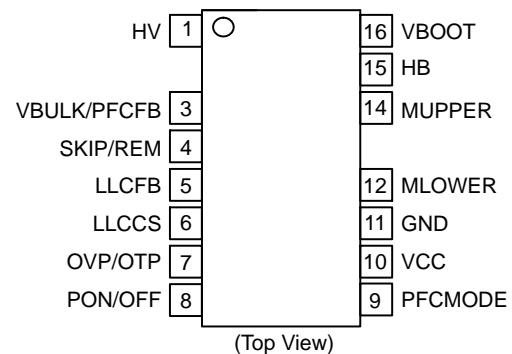 HV 1 16 VBOOT
15 HB
VBULK/PFCFB 3 14 MUPPER
SKIP/REM 4
LLCFB 5 12 MLOWER
LLCCS 6 11 GND
OVP/OTP 7 10 VCC
PON/OFF 8 9 PFCMODE
(Top View)